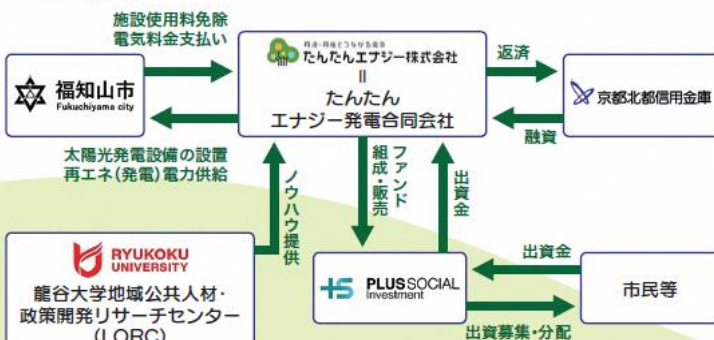 施設使用料免除
電気料金支払い
福知山市
Fukuchiyama city
たんたんエナジー株式会社
||
たんたん
エナジー発電合同会社
返済
融資
京都北都信用金庫
太陽光発電設備の設置
再エネ(発電)電力供給
ノウハウ提供
ファンド
組成・販売
出資金
RYUKOKU
UNIVERSITY
龍谷大学地域公共人材・
政策開発リサーチセンター
(LORC)
PLUS SOCIAL
Investment
出資金
出資募集・分配
市民等